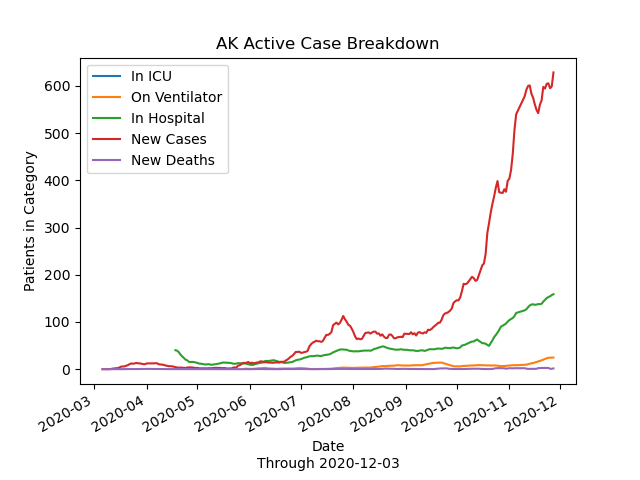 AK Active Case Breakdown
In ICU
On Ventilator
In Hospital
New Cases
New Deaths
Patients in Category
600
500
400
300
200
100
0
2020-03
2020-04
2020-05
2020-06
2020-07
2020-08
2020-09
2020-10
2020-11
2020-12
Date
Through 2020-12-03